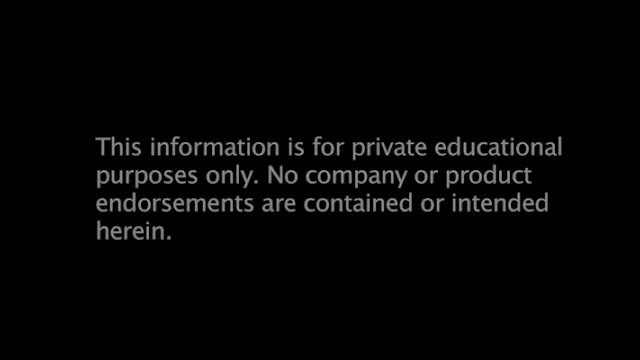 This information is for private educational
purposes only. No company or product
endorsements are contained or intended
herein.